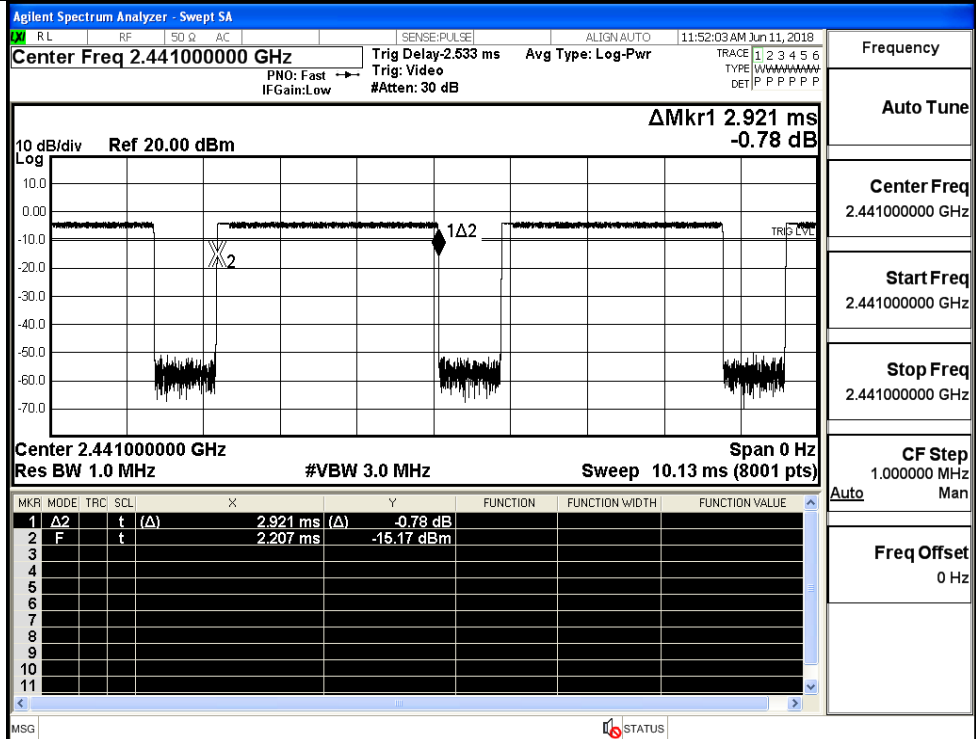 Agilent Spectrum Analyzer - Swept SA
LXI RL RF 50 Ω AC SENSE:PULSE ALIGN AUTO 11:52:03 AM Jun 11, 2018
Center Freq 2.441000000 GHz Trig Delay-2.533 ms Avg Type: Log-Pwr TRACE 1 2 3 4 5 6
PNO: Fast Trig: Video TYPE WWWWWW
IFGain:Low #Atten: 30 dB DET P P P P P P
ΔMkr1 2.921 ms
-0.78 dB
10 dB/div Ref 20.00 dBm
Log
10.0
0.00
-10.0
-20.0
-30.0
-40.0
-50.0
-60.0
-70.0
1Δ2
2
TRIG LVL
Center 2.441000000 GHz Span 0 Hz
Res BW 1.0 MHz #VBW 3.0 MHz Sweep 10.13 ms (8001 pts)
MKR MODE TRC SCL X Y FUNCTION FUNCTION WIDTH FUNCTION VALUE
1 Δ2 t (Δ) 2.921 ms (Δ) -0.78 dB
2 F t 2.207 ms -15.17 dBm
3
4
5
6
7
8
9
10
11
MSG STATUS
Frequency
Auto Tune
Center Freq
2.441000000 GHz
Start Freq
2.441000000 GHz
Stop Freq
2.441000000 GHz
CF Step
1.000000 MHz
Auto Man
Freq Offset
0 Hz